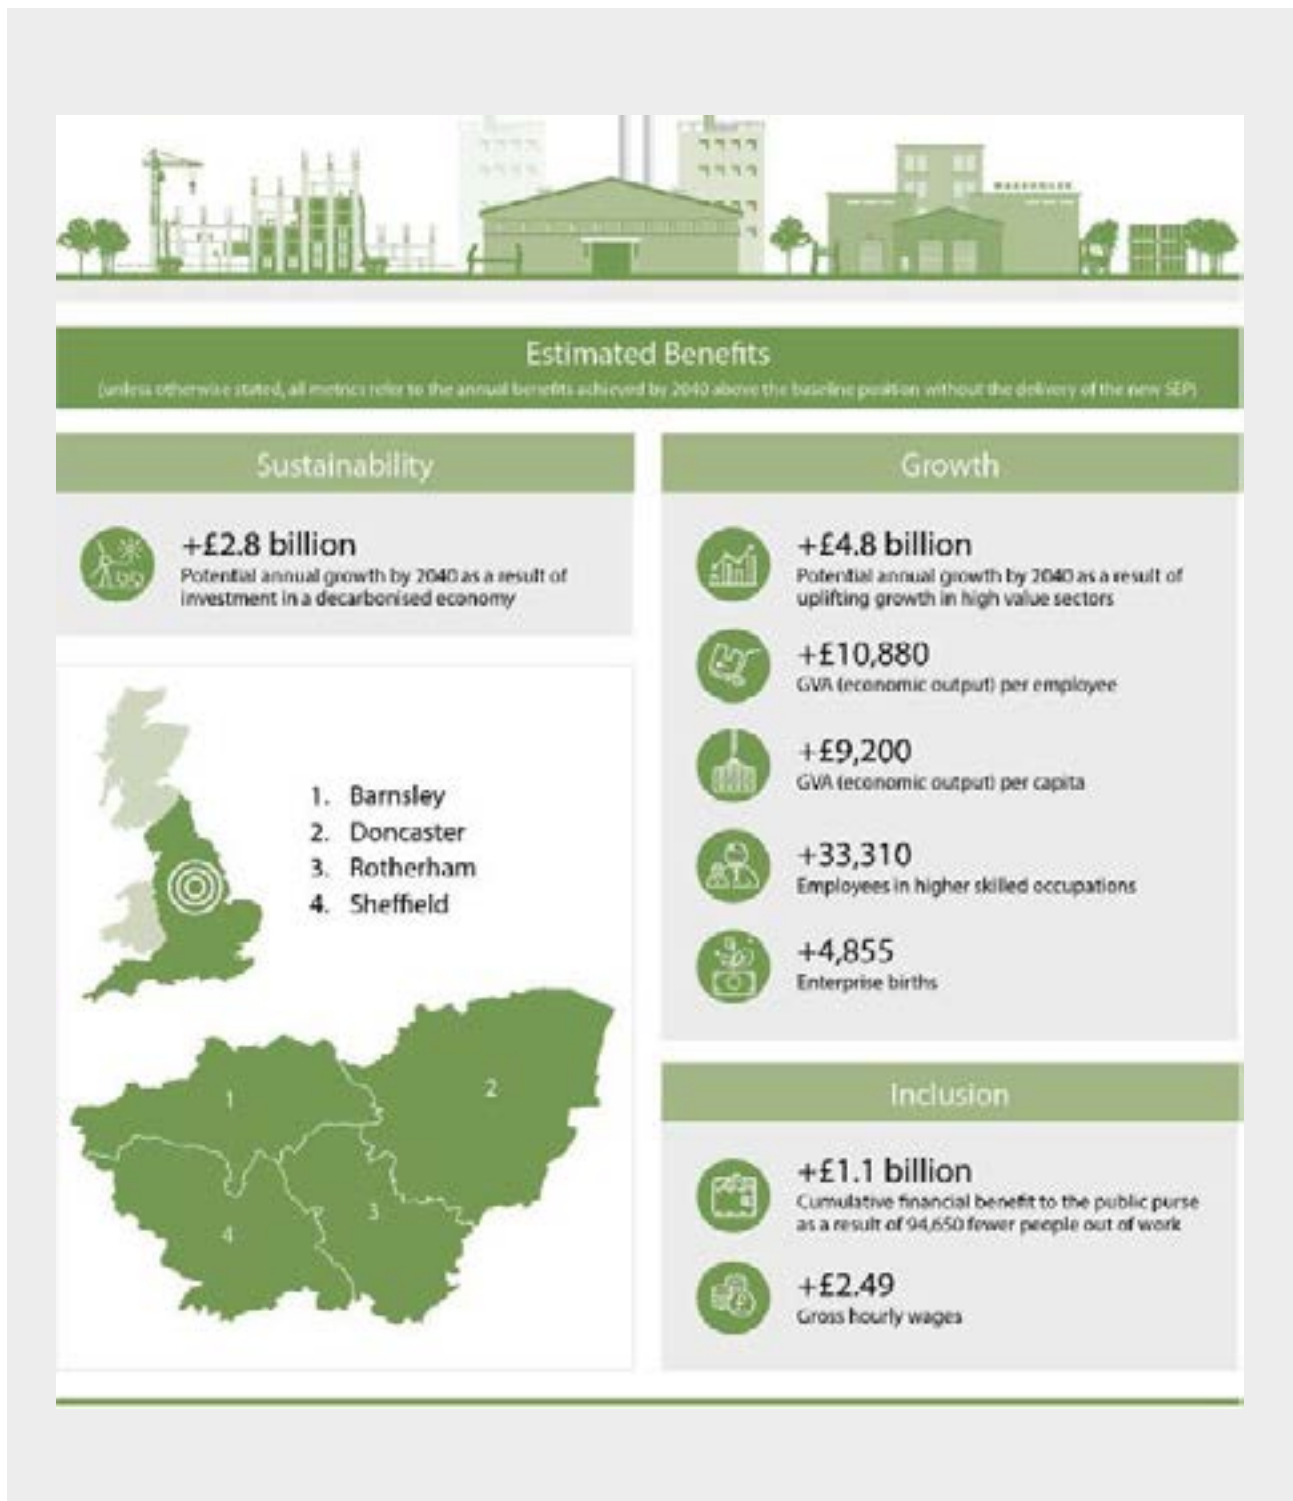 WAREHOUSE
Estimated Benefits
(unless otherwise stated, all metrics refer to the annual benefits achieved by 2040 above the baseline position without the delivery of the new SEP)
Sustainability
+£2.8 billion
Potential annual growth by 2040 as a result of
investment in a decarbonised economy
1. Barnsley
2. Doncaster
3. Rotherham
4. Sheffield
1
2
3
4
Growth
+£4.8 billion
Potential annual growth by 2040 as a result of
uplifting growth in high value sectors
+£10,880
GVA (economic output) per employee
+£9,200
GVA (economic output) per capita
+33,310
Employees in higher skilled occupations
+4,855
Enterprise births
Inclusion
+£1.1 billion
Cumulative financial benefit to the public purse
as a result of 94,650 fewer people out of work
+£2.49
Gross hourly wages